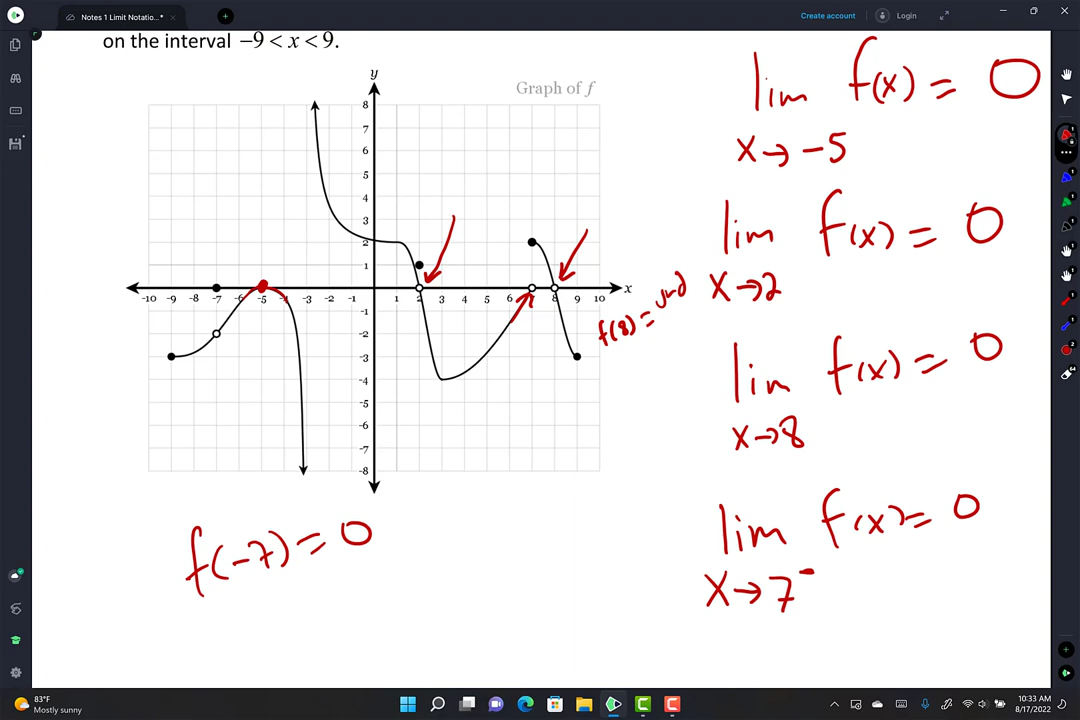 Notes 1 Limit Notatio...*
Create account
Login
on the interval −9 < x < 9.
Graph of f
y
8
7
6
5
4
3
2
1
-10 -9 -8 -7 -6 -5 -4 -3 -2 -1 1 2 3 4 5 6 7 8 9 10 x
-1
-2
-3
-4
-5
-6
-7
-8
lim f(x) = 0
x→-5
lim f(x) = 0
x→2
f(8) = und
lim f(x) = 0
x→8
lim f(x) = 0
x→7⁻
f(-7) = 0
83°F
Mostly sunny
10:33 AM
8/17/2022